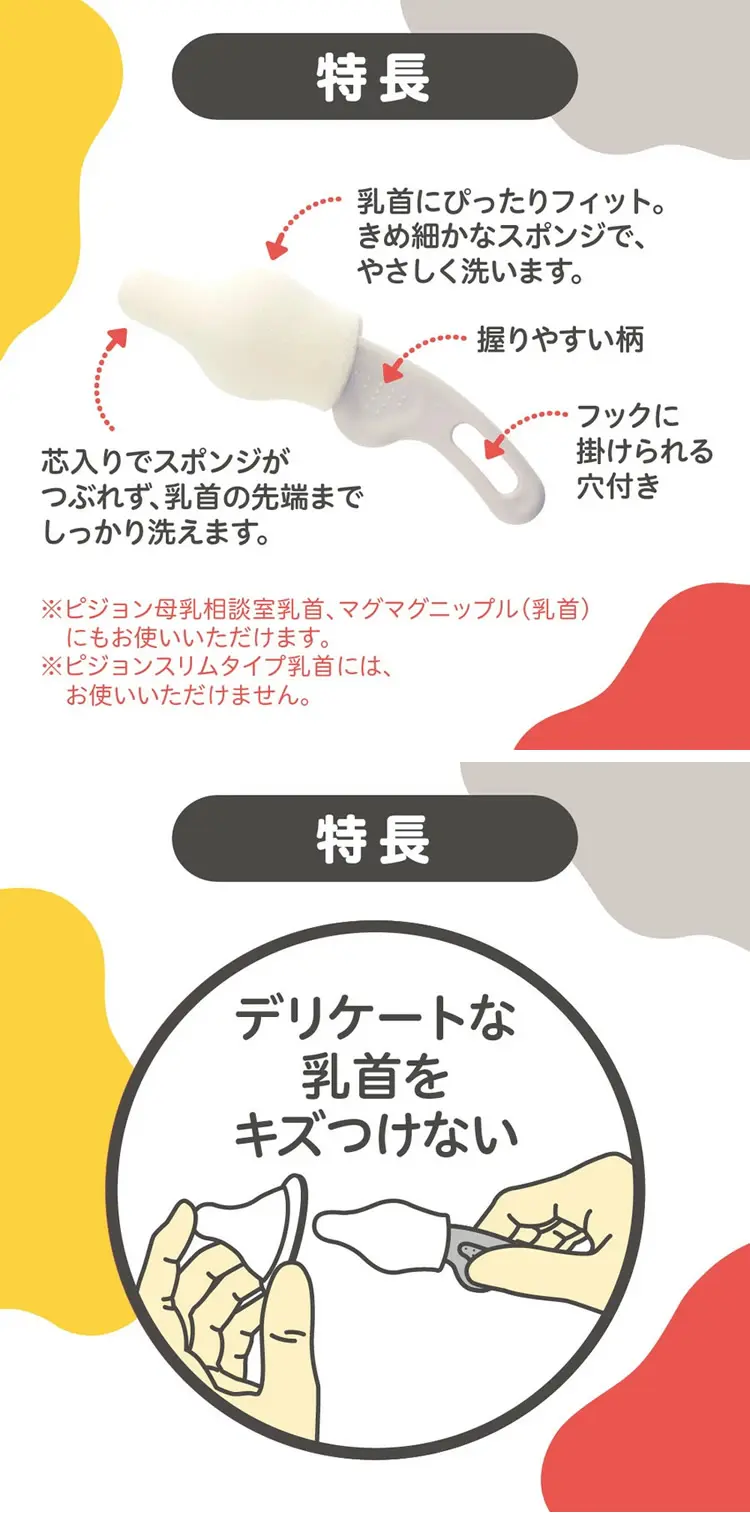 特長
乳首にぴったりフィット。
きめ細かなスポンジで、
やさしく洗います。
握りやすい柄
フックに
掛けられる
穴付き
芯入りでスポンジが
つぶれず、乳首の先端まで
しっかり洗えます。
※ピジョン母乳相談室乳首、マグマグニップル（乳首）
にもお使いいただけます。
※ピジョンスリムタイプ乳首には、
お使いいただけません。
特長
デリケートな
乳首を
キズつけない